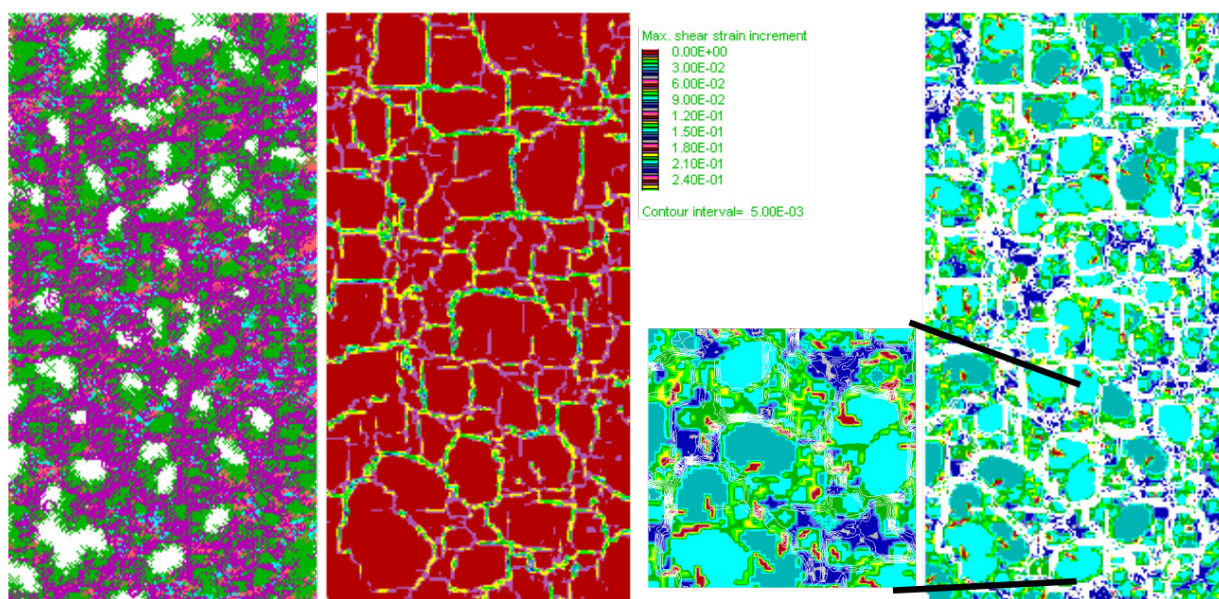 Max. shear strain increment
0.00E+00
3.00E-02
6.00E-02
9.00E-02
1.20E-01
1.50E-01
1.80E-01
2.10E-01
2.40E-01
Contour interval= 5.00E-03